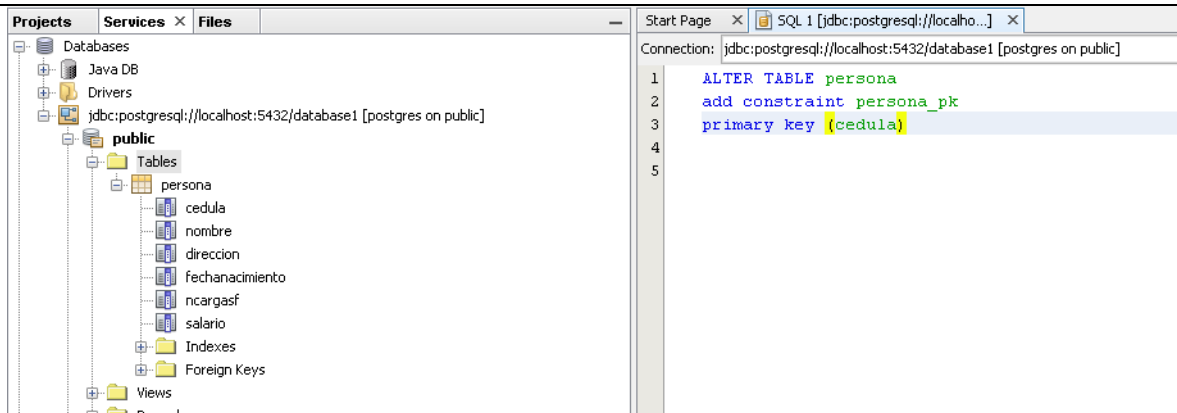 Projects Services × Files
Databases
Java DB
Drivers
jdbc:postgresql://localhost:5432/database1 [postgres on public]
public
Tables
persona
cedula
nombre
direccion
fechanacimiento
ncargasf
salario
Indexes
Foreign Keys
Views
Start Page × SQL 1 [jdbc:postgresql://localho...] ×
Connection: jdbc:postgresql://localhost:5432/database1 [postgres on public]
1 ALTER TABLE persona
2 add constraint persona_pk
3 primary key (cedula)
4
5